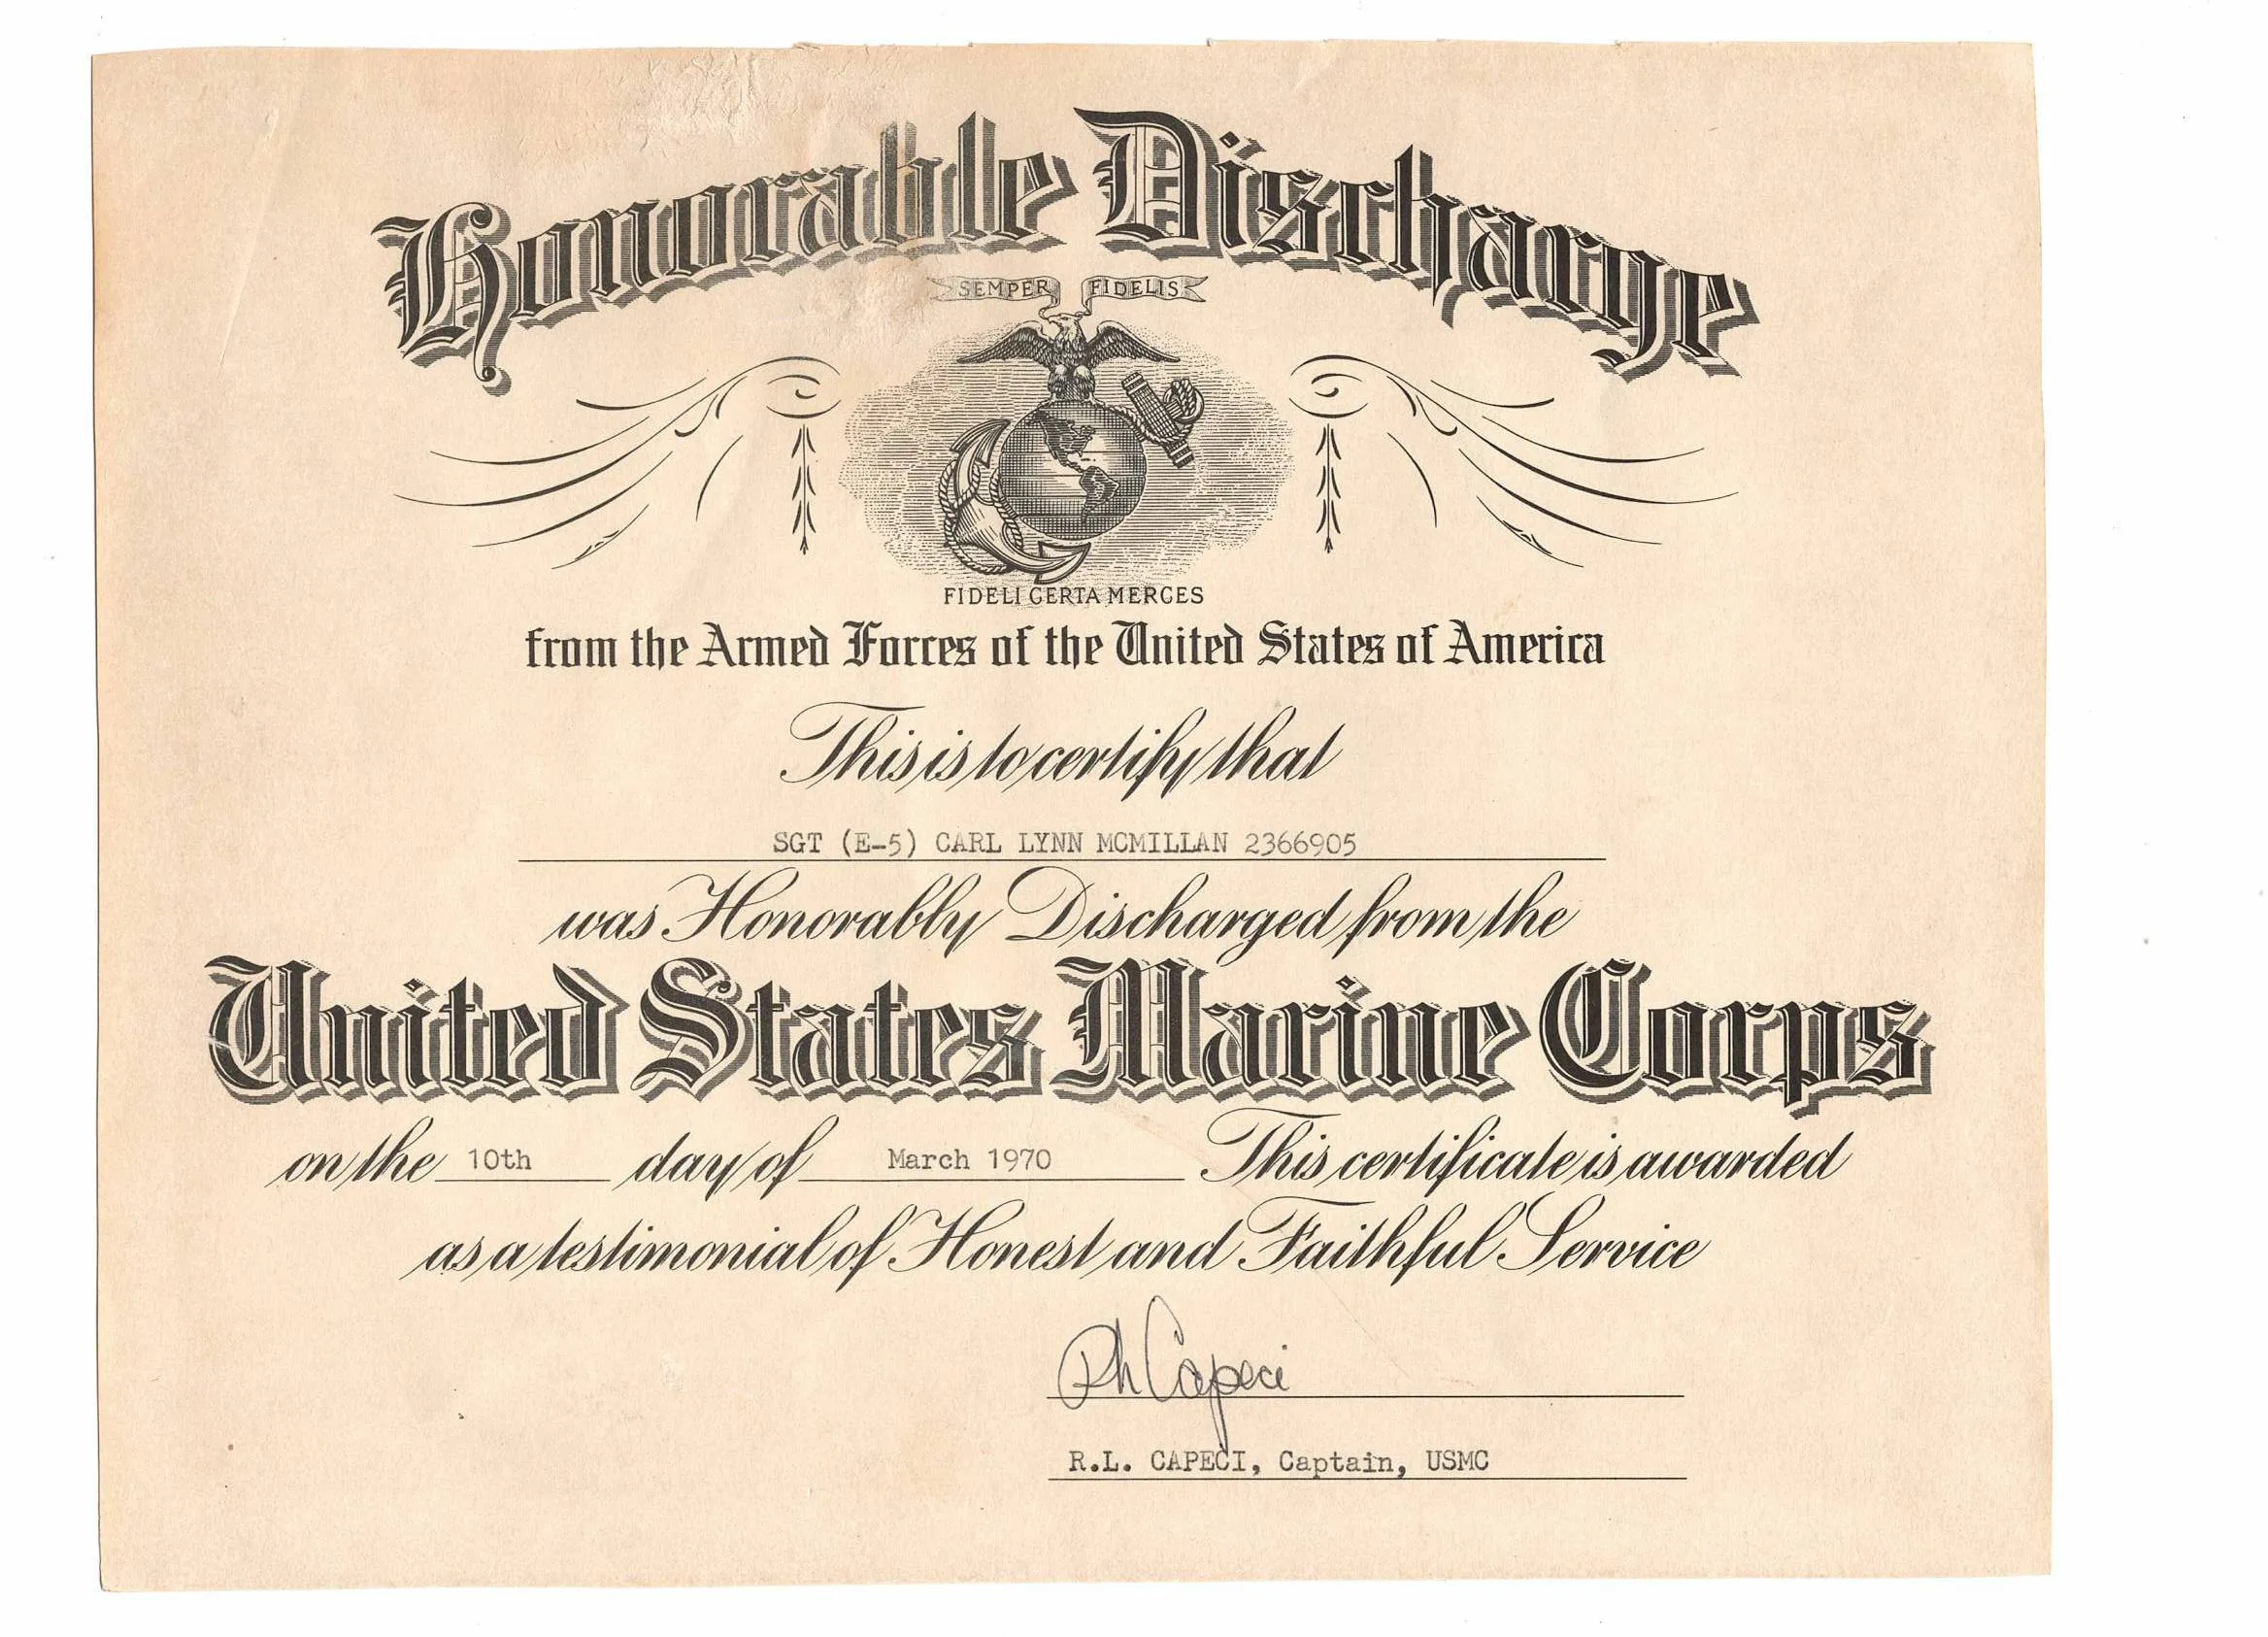 Honorable Discharge
SEMPER FIDELIS
FIDELI CERTA MERCES
from the Armed Forces of the United States of America
This is to certify that
SGT (E-5) CARL LYNN MCMILLAN 2366905
was Honorably Discharged from the
United States Marine Corps
on the 10th day of March 1970 This certificate is awarded
as a testimonial of Honest and Faithful Service
Rh Capeci
R.L. CAPECI, Captain, USMC